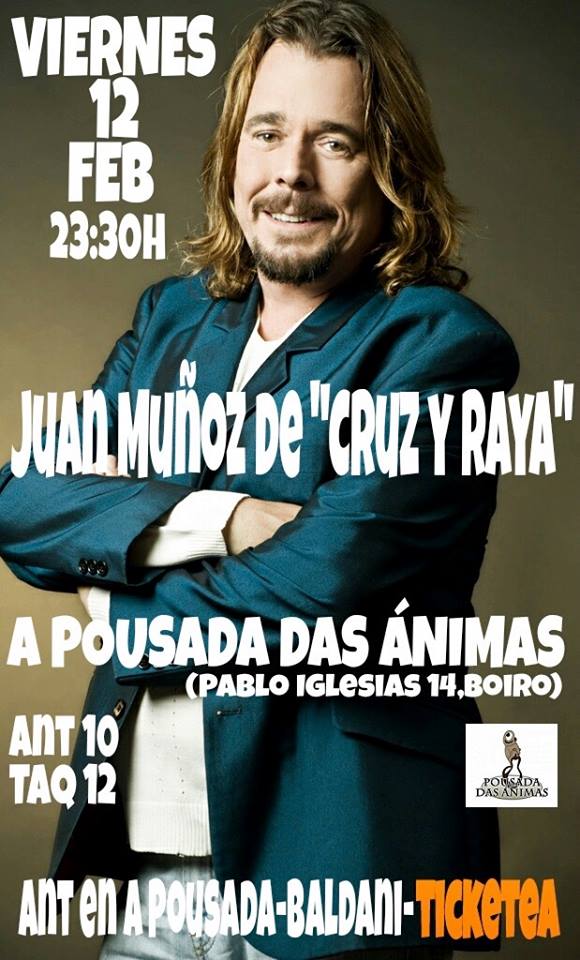 VIERNES
12
FEB
23:30H
JUAN MUÑOZ DE "CRUZ Y RAYA"
A POUSADA DAS ÁNIMAS
(PABLO IGLESIAS 14,BOIRO)
ANT 10
TAQ 12
POUSADA
DAS ANIMAS
ANT EN A POUSADA-BALDANI-TICKETEA